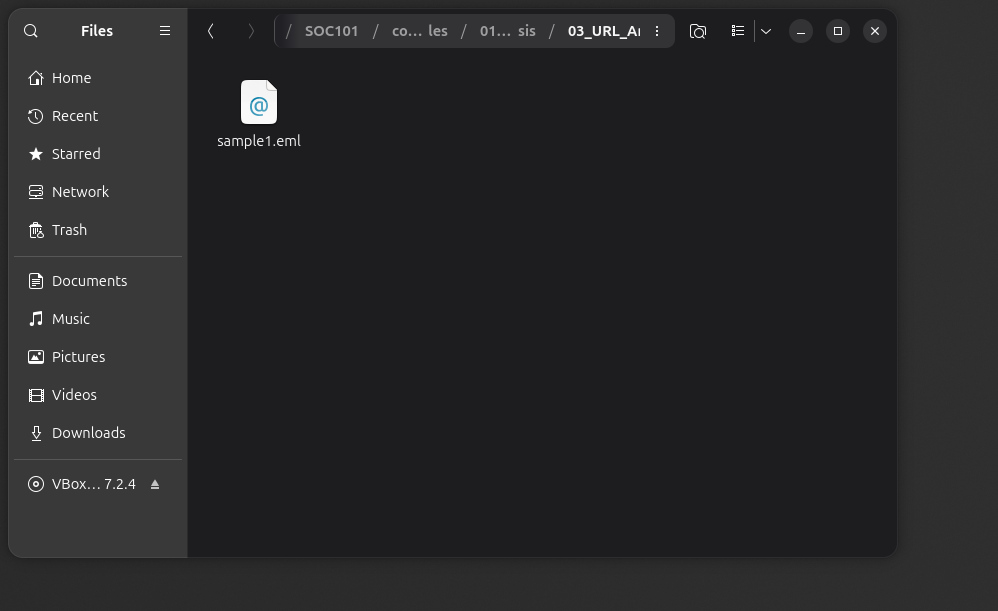 Files
/ SOC101 / co… les / 01… sis / 03_URL_A
Home
Recent
Starred
Network
Trash
Documents
Music
Pictures
Videos
Downloads
VBox… 7.2.4
@
sample1.eml